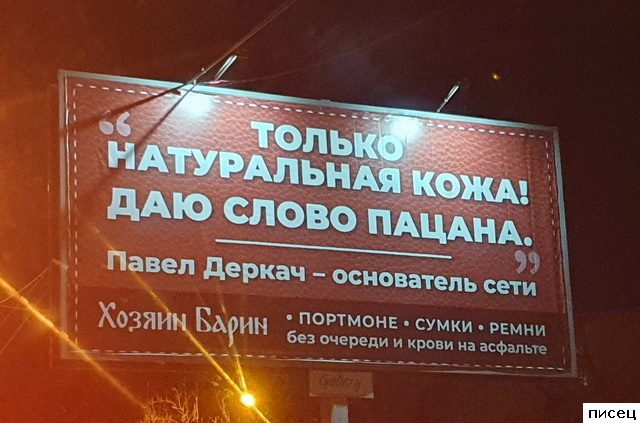 “ ТОЛЬКО
НАТУРАЛЬНАЯ КОЖА!
ДАЮ СЛОВО ПАЦАНА. ”
Павел Деркач – основатель сети
Хозяин Барин
• ПОРТМОНЕ • СУМКИ • РЕМНИ
без очереди и крови на асфальте
писец